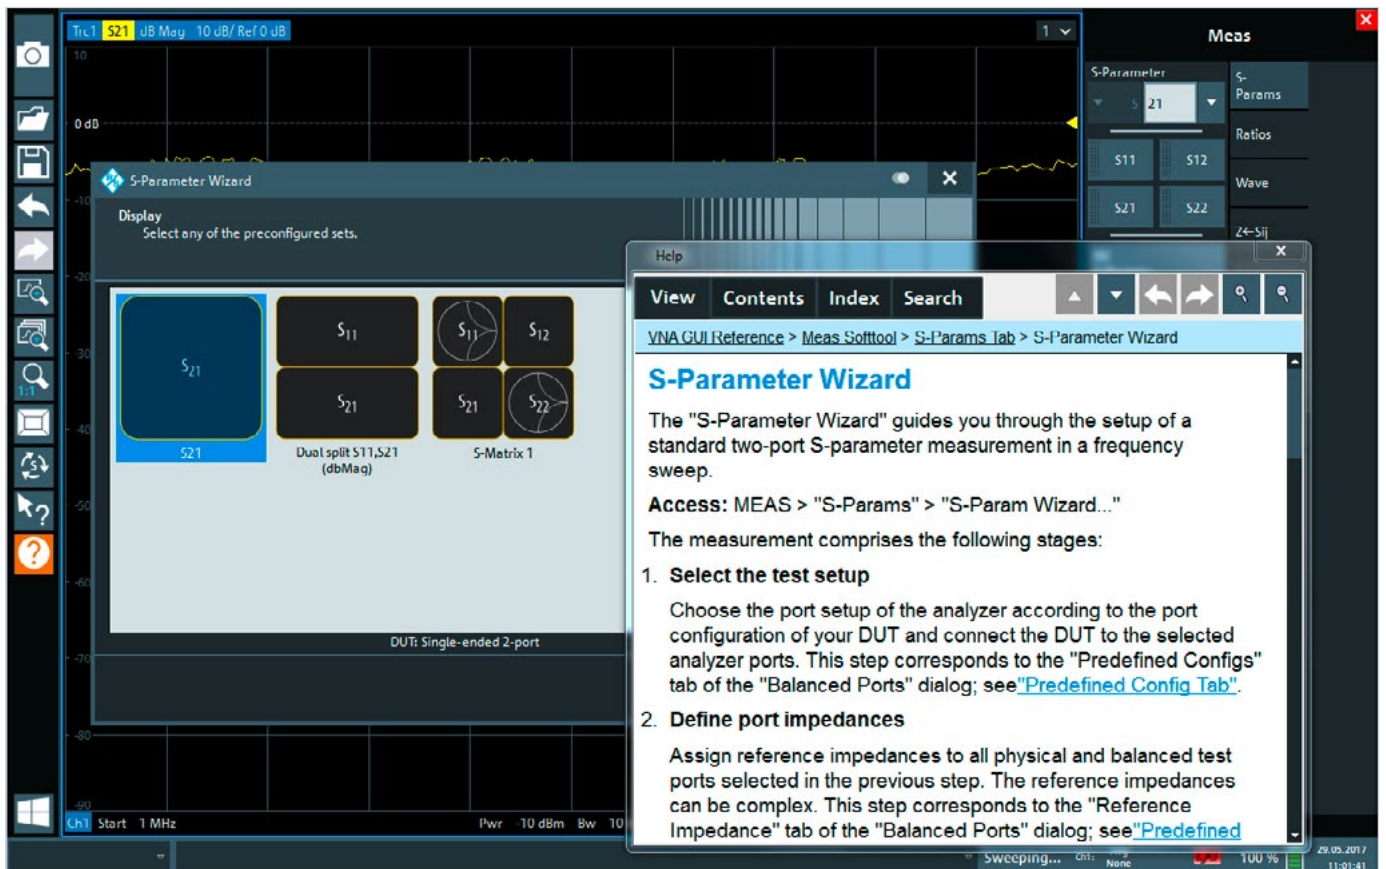 Trc1 S21 dB Mag 10 dB/ Ref 0 dB
1
10
0 dB
-10
-20
-30
-40
-50
-60
-70
-80
-90
1:1
S-Parameter Wizard
Display
Select any of the preconfigured sets.
S21
S21
S11
S21
Dual split S11,S21
(dbMag)
S11
S12
S21
S22
S-Matrix 1
DUT: Single-ended 2-port
Ch1 Start 1 MHz
Pwr -10 dBm Bw 10
Meas
S-Parameter
S 21
S11
S12
S21
S22
S-
Params
Ratios
Wave
Z←Sij
Help
View
Contents
Index
Search
VNA GUI Reference > Meas Softtool > S-Params Tab > S-Parameter Wizard
S-Parameter Wizard
The "S-Parameter Wizard" guides you through the setup of a
standard two-port S-parameter measurement in a frequency
sweep.
Access: MEAS > "S-Params" > "S-Param Wizard..."
The measurement comprises the following stages:
1. Select the test setup
Choose the port setup of the analyzer according to the port
configuration of your DUT and connect the DUT to the selected
analyzer ports. This step corresponds to the "Predefined Configs"
tab of the "Balanced Ports" dialog; see"Predefined Config Tab".
2. Define port impedances
Assign reference impedances to all physical and balanced test
ports selected in the previous step. The reference impedances
can be complex. This step corresponds to the "Reference
Impedance" tab of the "Balanced Ports" dialog; see"Predefined
Sweeping...
Ch1:
None
100 %
29.05.2017
11:01:41